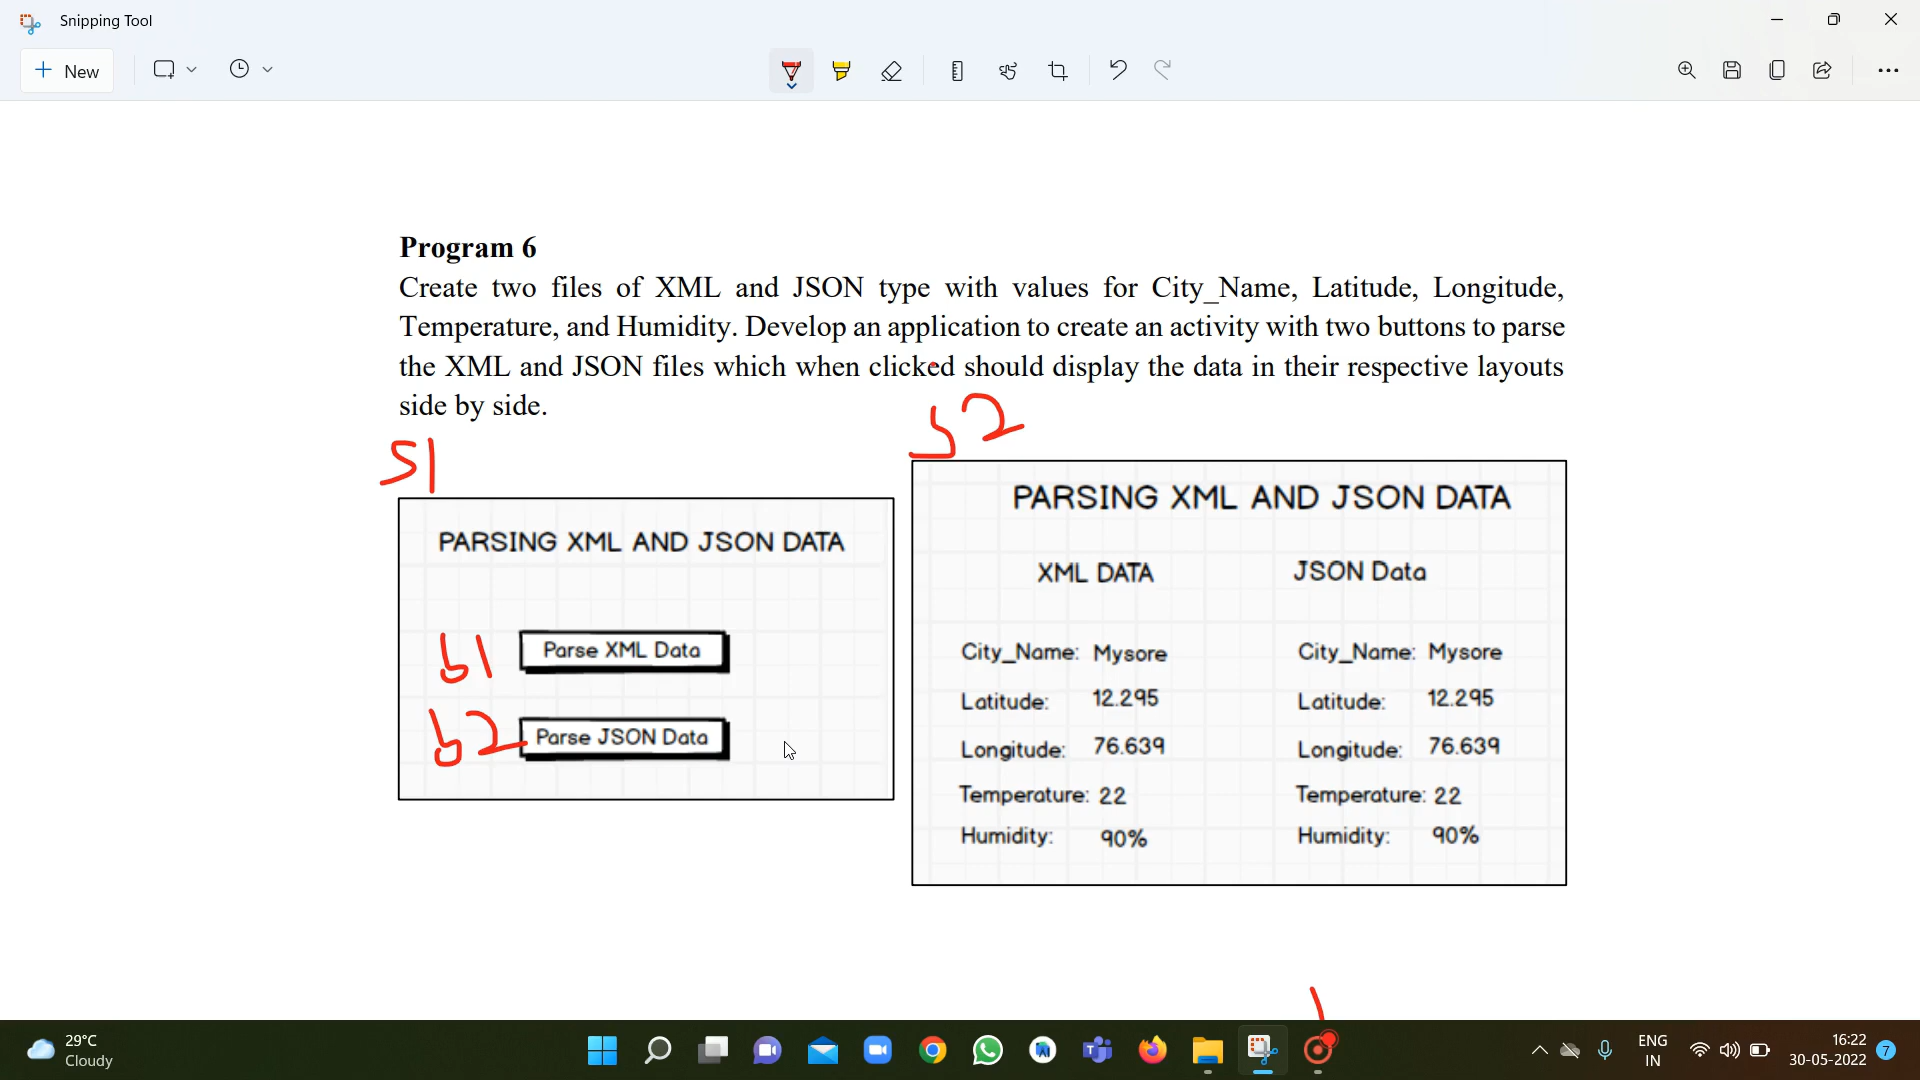 Snipping Tool
New
Program 6
Create two files of XML and JSON type with values for City_Name, Latitude, Longitude,
Temperature, and Humidity. Develop an application to create an activity with two buttons to parse
the XML and JSON files which when clicked should display the data in their respective layouts
side by side.
S1
S2
PARSING XML AND JSON DATA
b1
Parse XML Data
b2
Parse JSON Data
PARSING XML AND JSON DATA
XML DATA
JSON Data
City_Name: Mysore
City_Name: Mysore
Latitude: 12.295
Latitude: 12.295
Longitude: 76.639
Longitude: 76.639
Temperature: 22
Temperature: 22
Humidity: 90%
Humidity: 90%
29°C
Cloudy
ENG
IN
16:22
30-05-2022
7